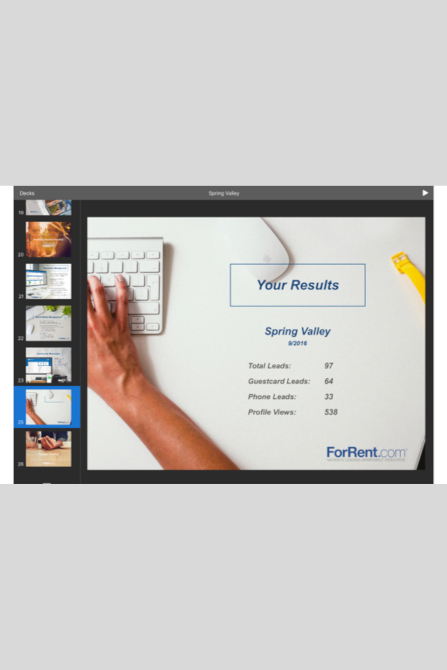 Decks
Spring Valley
19
20
21
22
23
25
26
Your Results
Spring Valley
9/2016
Total Leads: 97
Guestcard Leads: 64
Phone Leads: 33
Profile Views: 538
ForRent.com